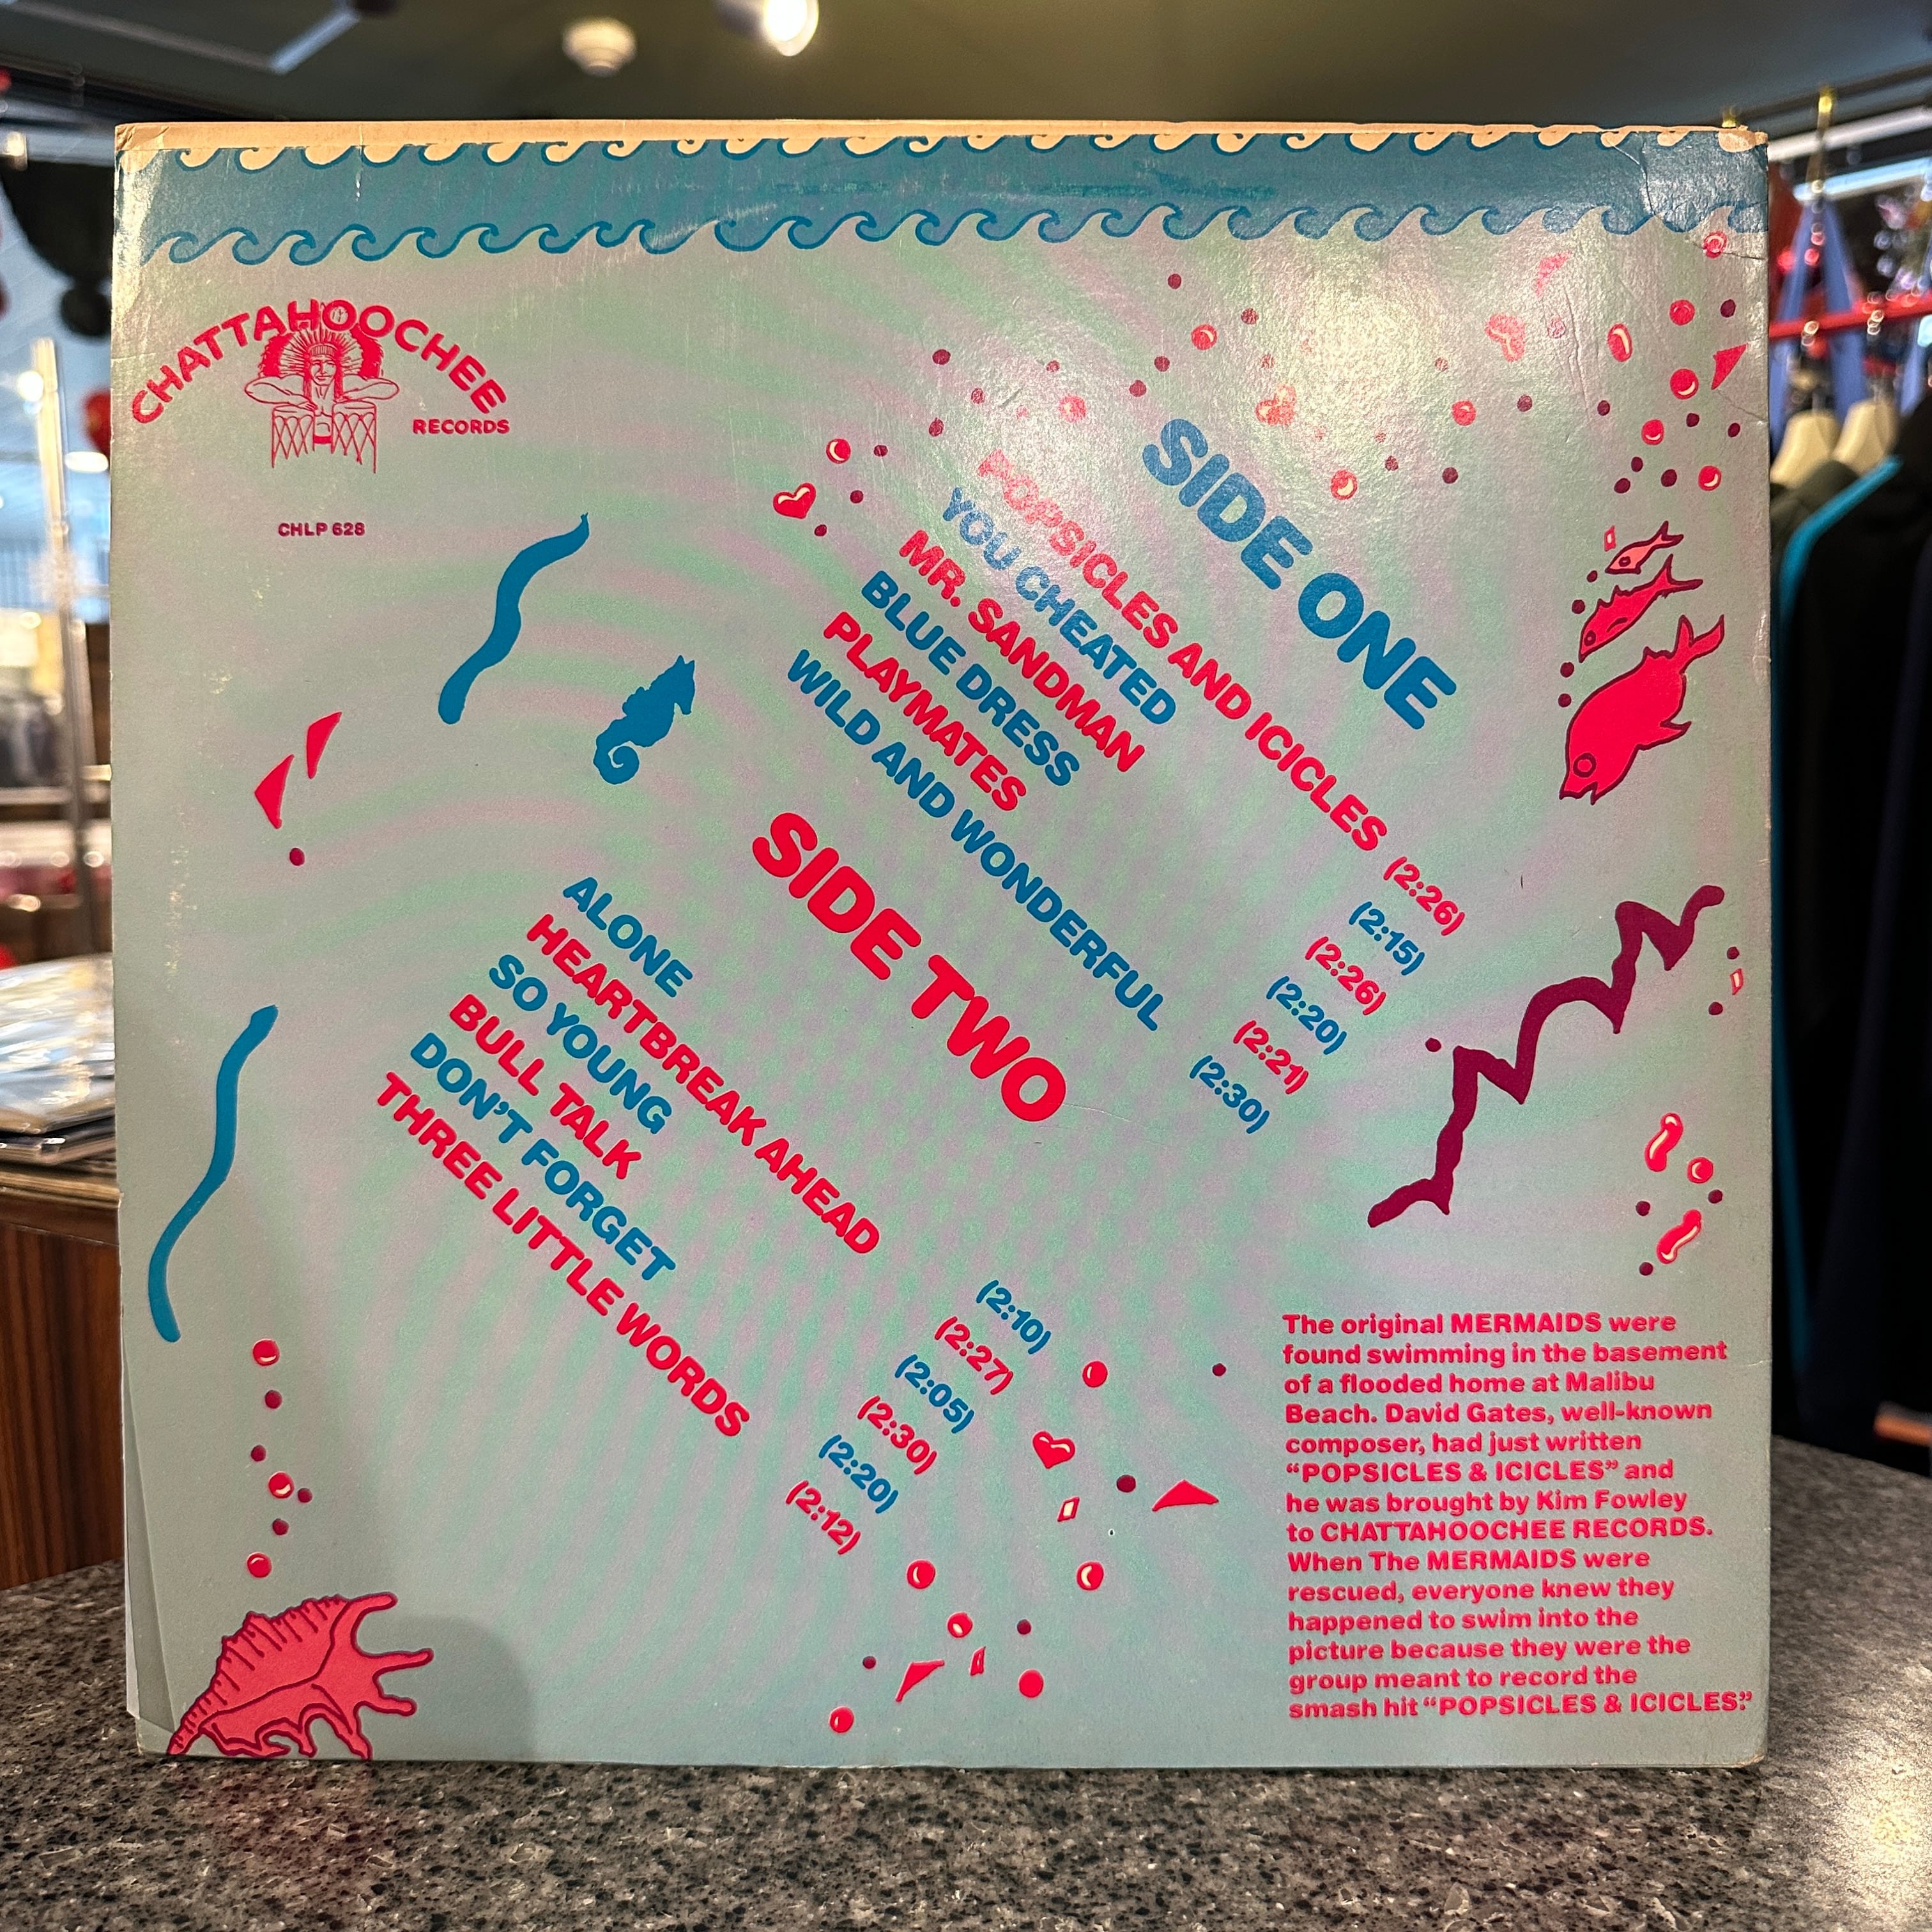 CHATTAHOOCHEE
RECORDS
CHLP 628
SIDE ONE
POPSICLES AND ICICLES (2:26)
YOU CHEATED (2:15)
MR. SANDMAN (2:26)
BLUE DRESS (2:20)
PLAYMATES (2:21)
WILD AND WONDERFUL (2:30)
SIDE TWO
ALONE (2:10)
HEARTBREAK AHEAD (2:27)
SO YOUNG (2:05)
BULL TALK (2:30)
DON'T FORGET (2:20)
THREE LITTLE WORDS (2:12)
The original MERMAIDS were
found swimming in the basement
of a flooded home at Malibu
Beach. David Gates, well-known
composer, had just written
“POPSICLES & ICICLES” and
he was brought by Kim Fowley
to CHATTAHOOCHEE RECORDS.
When The MERMAIDS were
rescued, everyone knew they
happened to swim into the
picture because they were the
group meant to record the
smash hit “POPSICLES & ICICLES.”